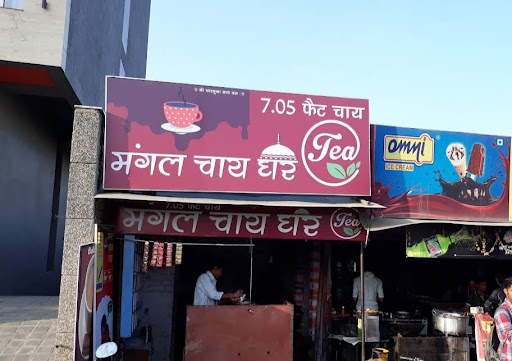 7.05 फैट चाय
मंगल चाय घर
Tea
7.05 फैट चाय
मंगल चाय घर
Tea
omni
ICE CREAM